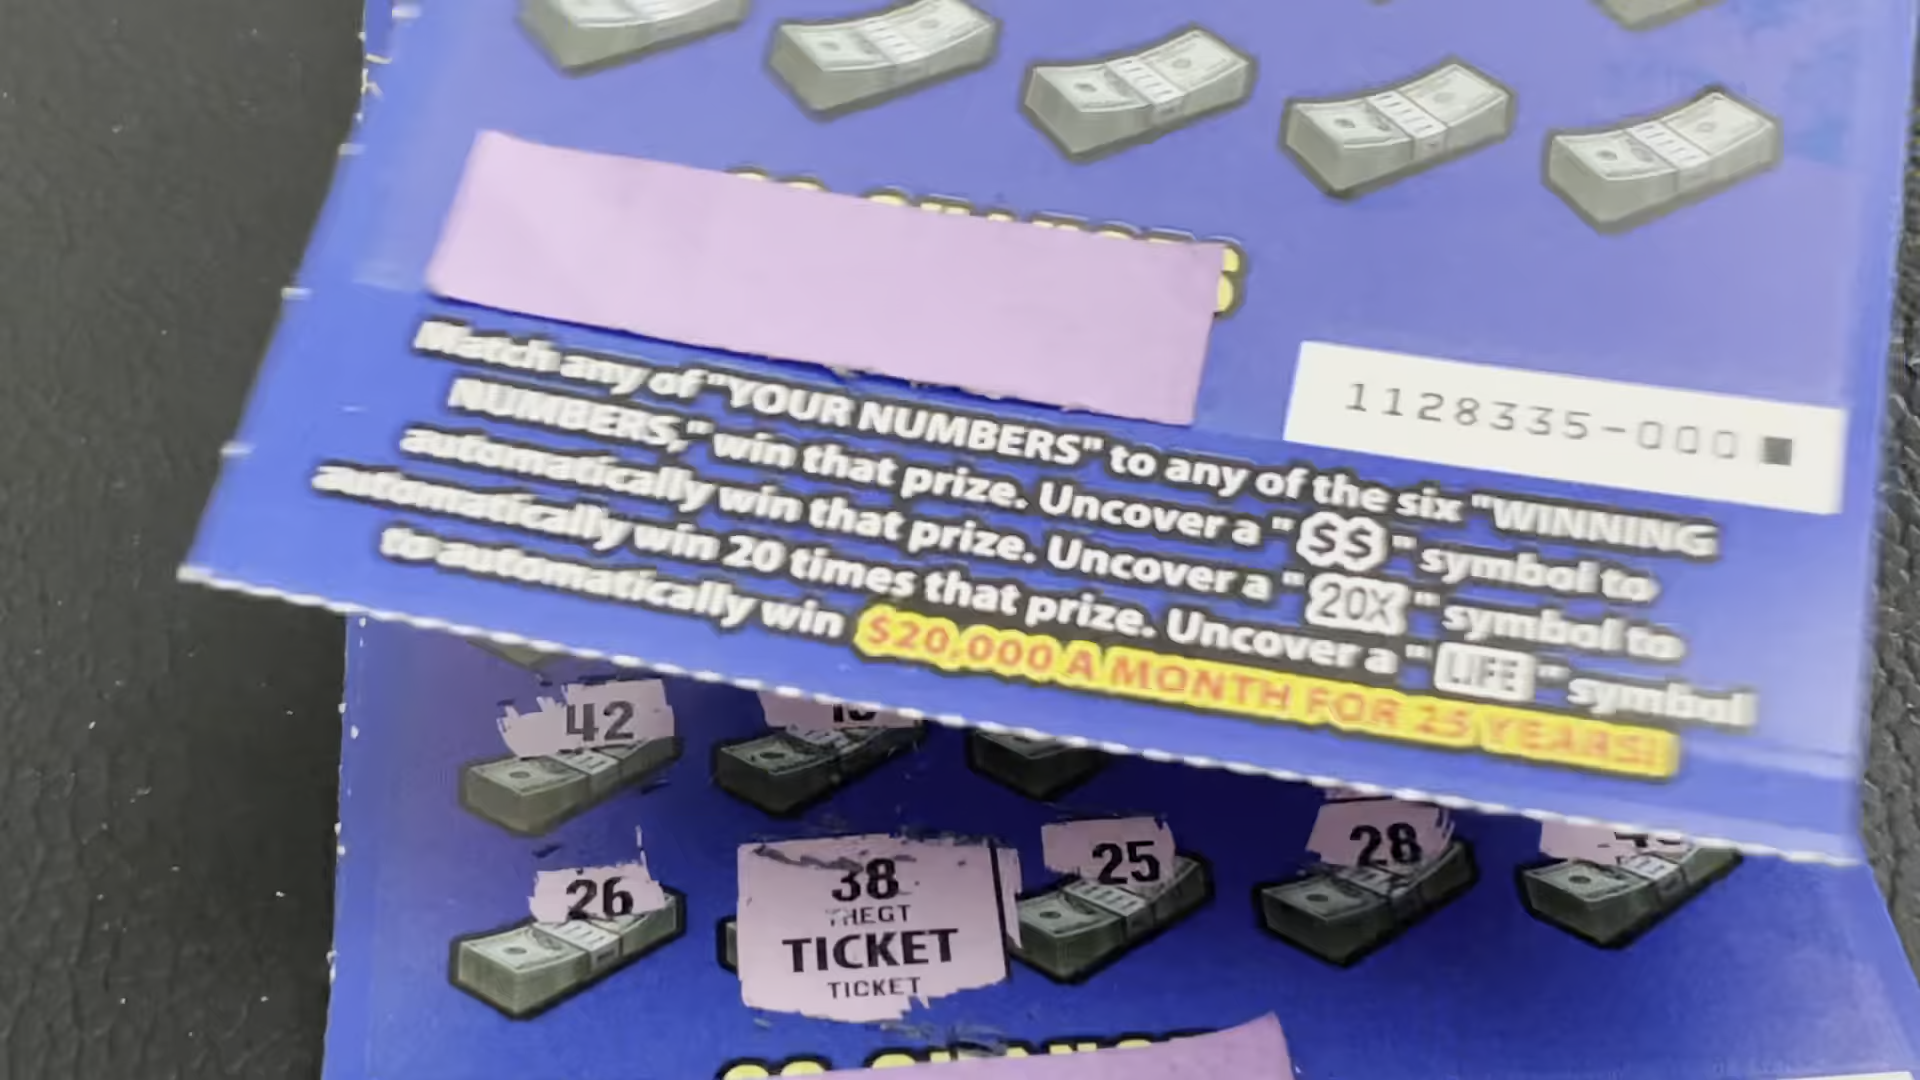 1128335-000
Match any of "YOUR NUMBERS" to any of the six "WINNING
NUMBERS," win that prize. Uncover a "$$" symbol to
automatically win that prize. Uncover a "20X" symbol to
automatically win 20 times that prize. Uncover a "LIFE" symbol
to automatically win $20,000 A MONTH FOR 25 YEARS!
42
26 38 25 28
THEGT
TICKET
TICKET